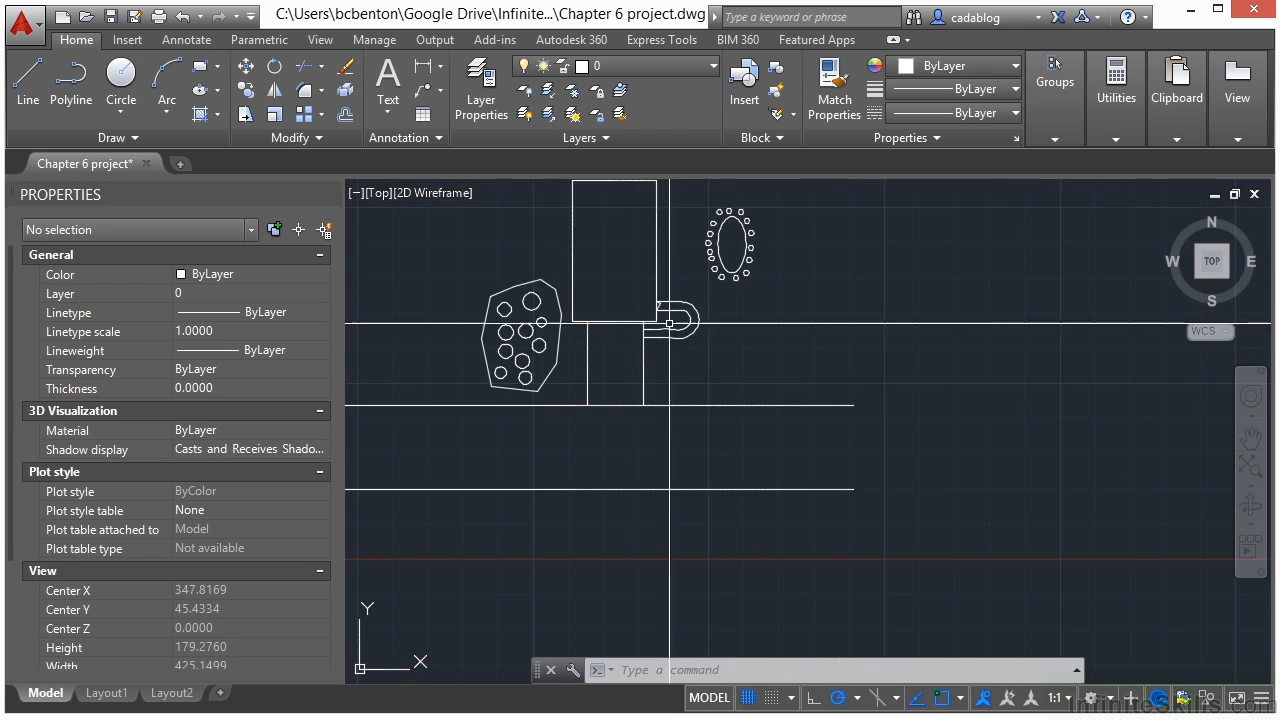 C:\Users\bcbenton\Google Drive\Infinite...\Chapter 6 project.dwg
Type a keyword or phrase
cadablog
Home Insert Annotate Parametric View Manage Output Add-ins Autodesk 360 Express Tools BIM 360 Featured Apps
Line Polyline Circle Arc
Text
Layer Properties
0
Insert
Match Properties
ByLayer
ByLayer
ByLayer
Groups Utilities Clipboard View
Draw Modify Annotation Layers Block Properties
Chapter 6 project*
PROPERTIES
No selection
General
Color ByLayer
Layer 0
Linetype ByLayer
Linetype scale 1.0000
Lineweight ByLayer
Transparency ByLayer
Thickness 0.0000
3D Visualization
Material ByLayer
Shadow display Casts and Receives Shado...
Plot style
Plot style ByColor
Plot style table None
Plot table attached to Model
Plot table type Not available
View
Center X 347.8169
Center Y 45.4334
Center Z 0.0000
Height 179.2760
Width 425.1499
[−][Top][2D Wireframe]
N
W TOP E
S
WCS
Y
X
Type a command
Model Layout1 Layout2
MODEL
1:1
InfiniteSkills.com